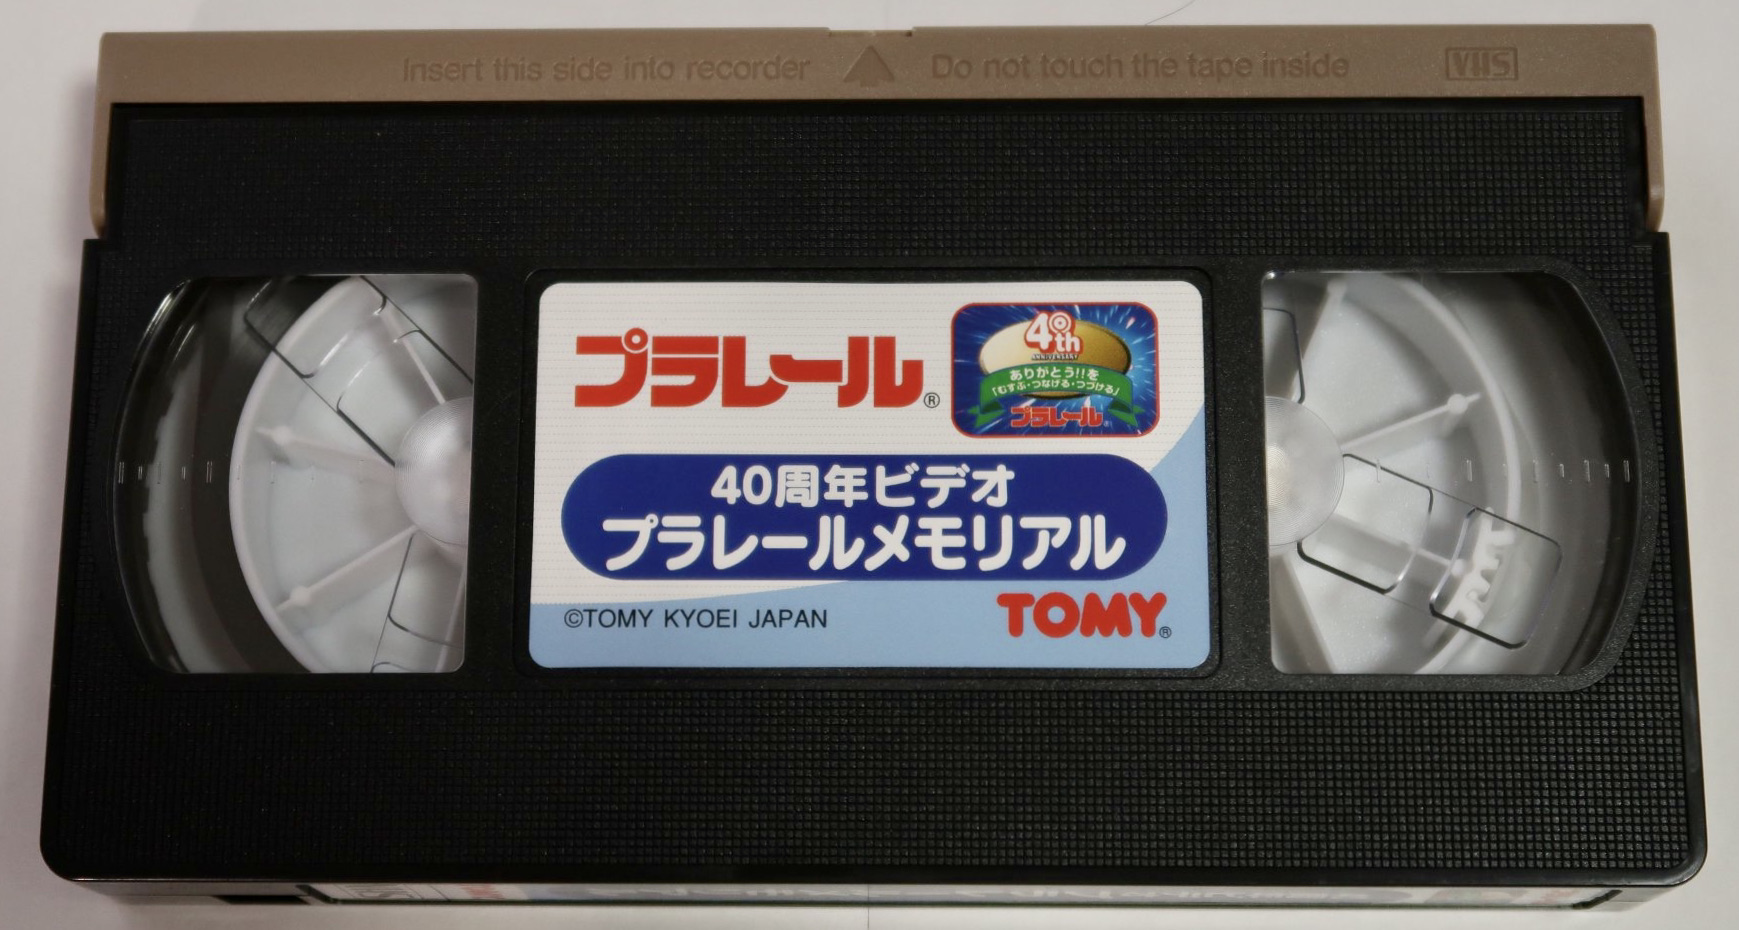 Insert this side into recorder
Do not touch the tape inside
VHS
プラレール®
40th
ANNIVERSARY
ありがとう!!を
「むすぶ・つなげる・つづける」
プラレール®
40周年ビデオ
プラレールメモリアル
©TOMY KYOEI JAPAN
TOMY®